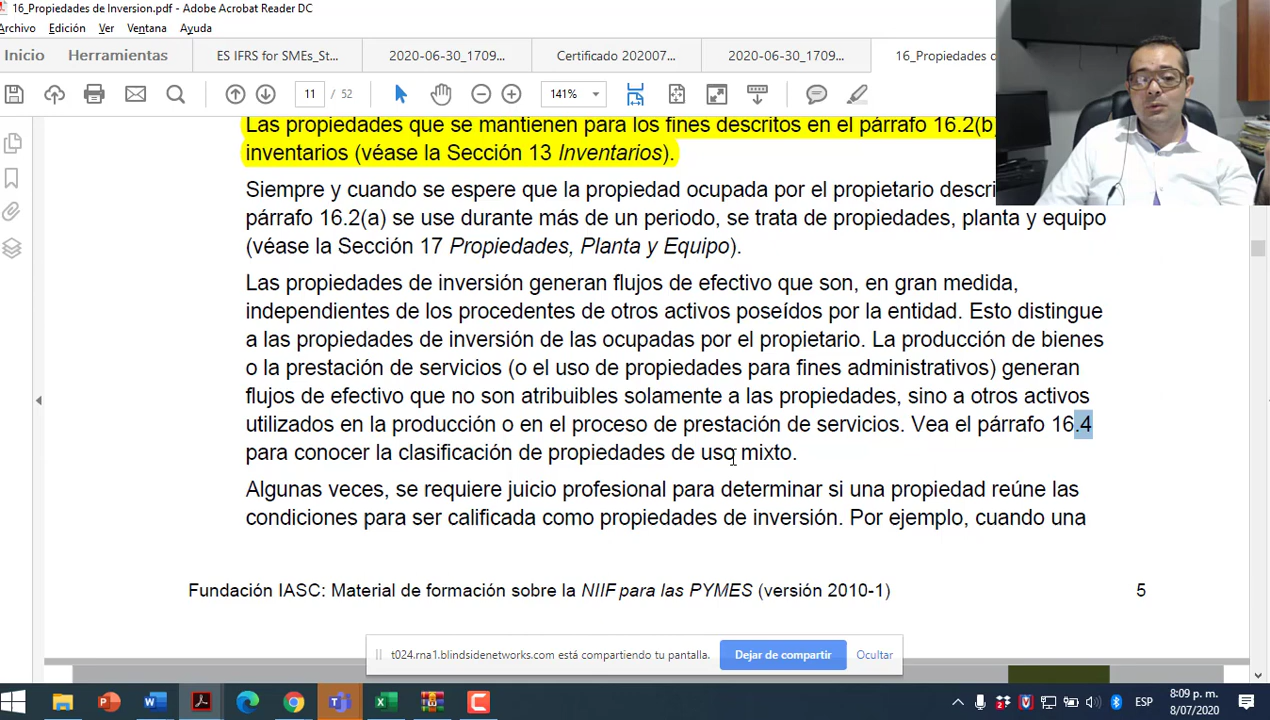 16_Propiedades de Inversion.pdf - Adobe Acrobat Reader DC
Archivo Edición Ver Ventana Ayuda
Inicio Herramientas ES IFRS for SMEs_St... 2020-06-30_1709... Certificado 202007... 2020-06-30_1709... 16_Propiedades de
11 / 52 141%
Las propiedades que se mantienen para los fines descritos en el párrafo 16.2(b)
inventarios (véase la Sección 13 Inventarios).
Siempre y cuando se espere que la propiedad ocupada por el propietario
párrafo 16.2(a) se use durante más de un periodo, se trata de propiedades, planta y equipo
(véase la Sección 17 Propiedades, Planta y Equipo).
Las propiedades de inversión generan flujos de efectivo que son, en gran medida,
independientes de los procedentes de otros activos poseídos por la entidad. Esto distingue
a las propiedades de inversión de las ocupadas por el propietario. La producción de bienes
o la prestación de servicios (o el uso de propiedades para fines administrativos) generan
flujos de efectivo que no son atribuibles solamente a las propiedades, sino a otros activos
utilizados en la producción o en el proceso de prestación de servicios. Vea el párrafo 16.4
para conocer la clasificación de propiedades de uso mixto.
Algunas veces, se requiere juicio profesional para determinar si una propiedad reúne las
condiciones para ser calificada como propiedades de inversión. Por ejemplo, cuando una
Fundación IASC: Material de formación sobre la NIIF para las PYMES (versión 2010-1) 5
t024.rna1.blindsidenetworks.com está compartiendo tu pantalla. Dejar de compartir Ocultar
ESP 8:09 p. m.
8/07/2020